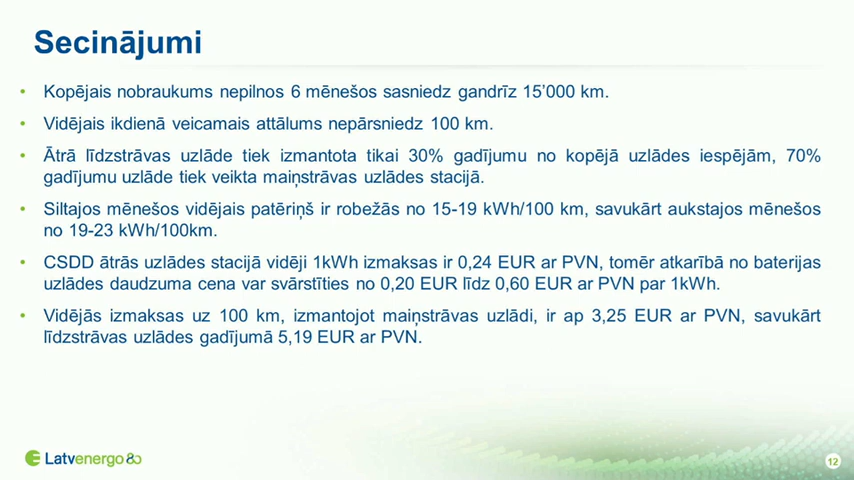 Secinājumi
• Kopējais nobraukums nepilnos 6 mēnešos sasniedz gandrīz 15’000 km.
• Vidējais ikdienā veicamais attālums nepārsniedz 100 km.
• Ātrā līdzstrāvas uzlāde tiek izmantota tikai 30% gadījumu no kopējā uzlādes iespējām, 70%
gadījumu uzlāde tiek veikta maiņstrāvas uzlādes stacijā.
• Siltajos mēnešos vidējais patēriņš ir robežās no 15-19 kWh/100 km, savukārt aukstajos mēnešos
no 19-23 kWh/100km.
• CSDD ātrās uzlādes stacijā vidēji 1kWh izmaksas ir 0,24 EUR ar PVN, tomēr atkarībā no baterijas
uzlādes daudzuma cena var svārstīties no 0,20 EUR līdz 0,60 EUR ar PVN par 1kWh.
• Vidējās izmaksas uz 100 km, izmantojot maiņstrāvas uzlādi, ir ap 3,25 EUR ar PVN, savukārt
līdzstrāvas uzlādes gadījumā 5,19 EUR ar PVN.
Latvenergo 80
12